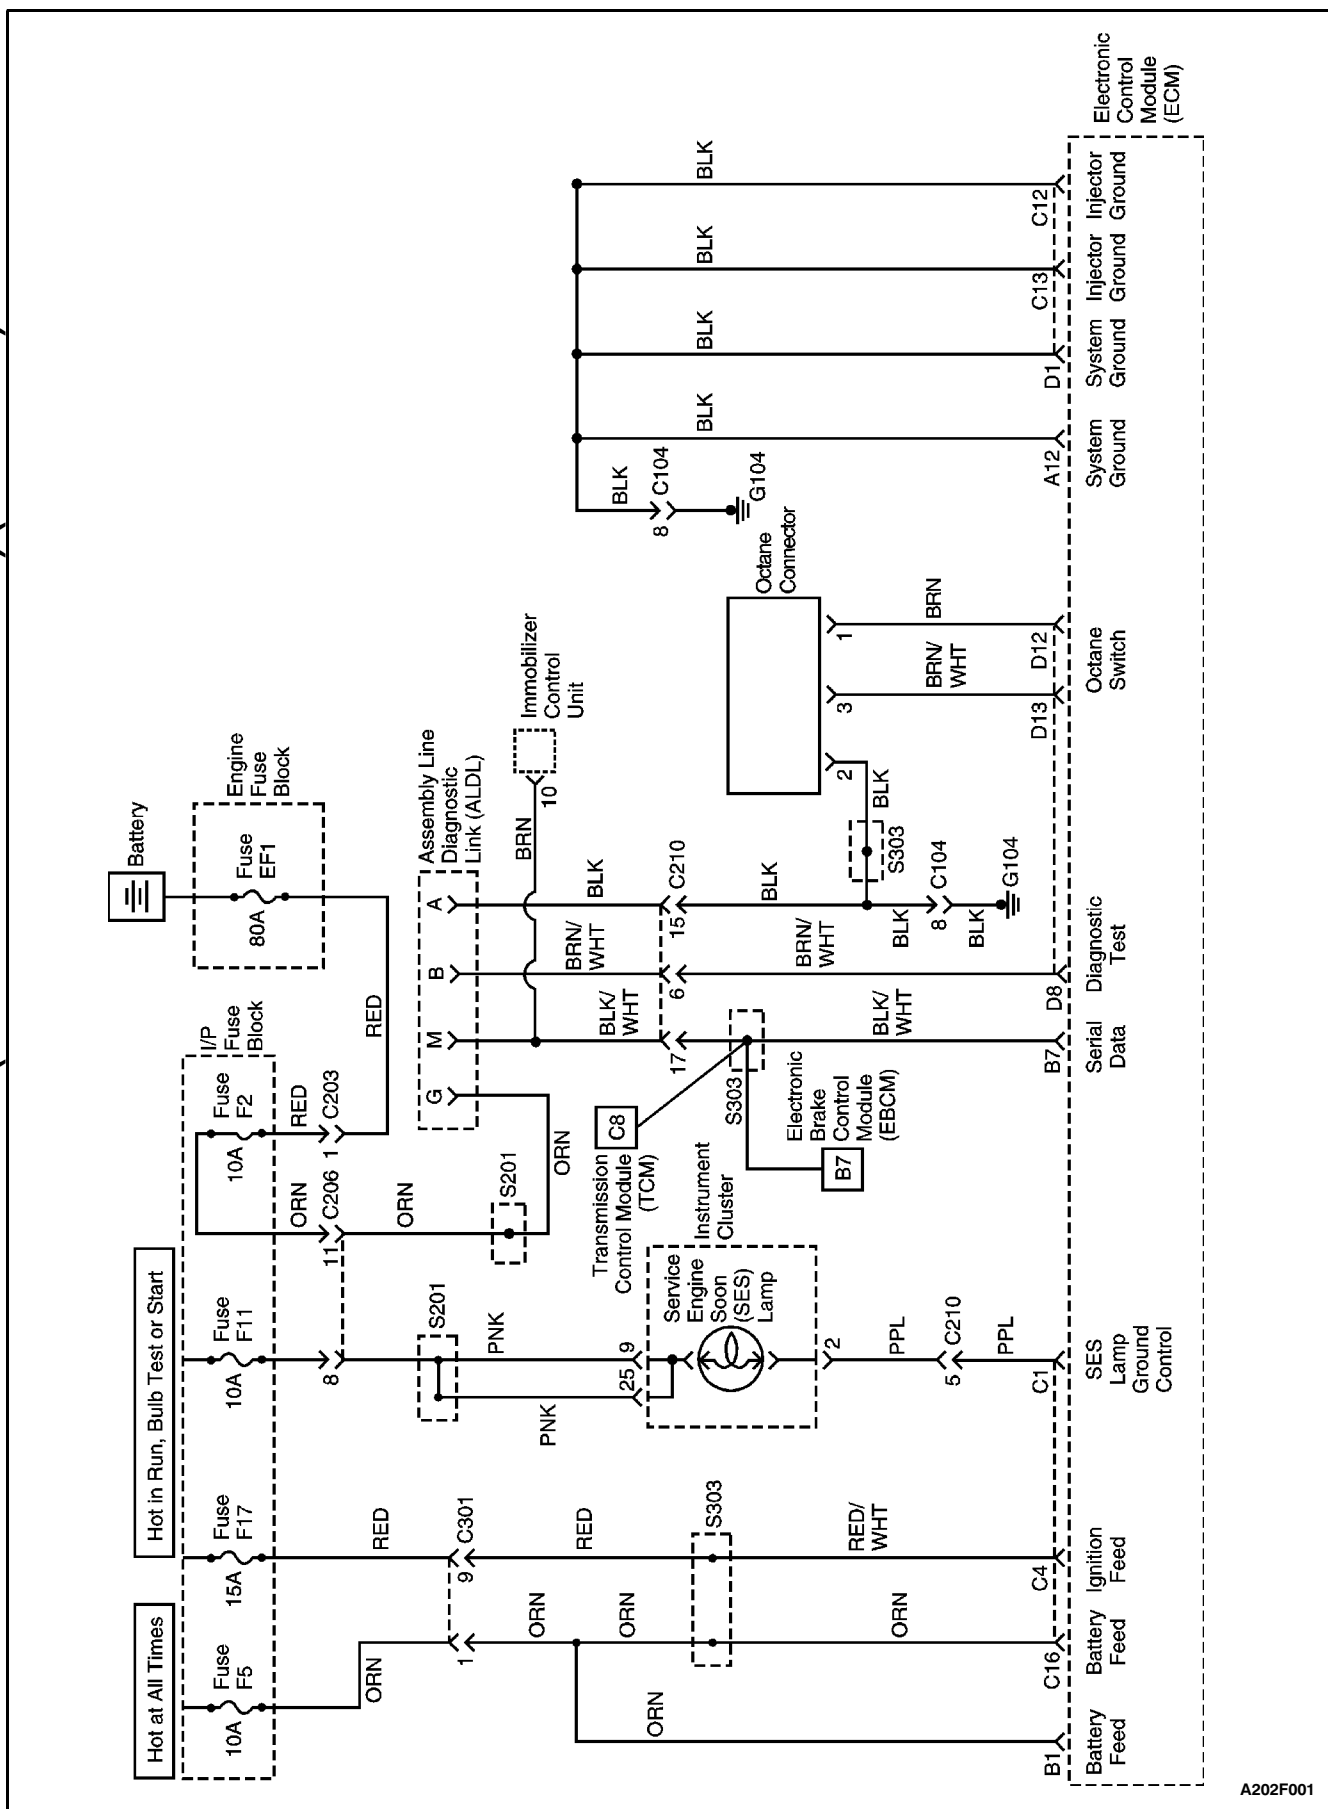 Hot at All Times
Hot in Run, Bulb Test or Start
Battery
Fuse
F5
10A
Fuse
F17
15A
Fuse
F11
10A
Fuse
F2
10A
I/P
Fuse
Block
Fuse
EF1
80A
Engine
Fuse
Block
ORN
RED
ORN
C206
11
RED
C203
1
RED
8
ORN
S201
ORN
1
9
C301
S201
PNK
PNK
G
M
B
A
Assembly Line
Diagnostic
Link (ALDL)
BRN
10
Immobilizer
Control
Unit
ORN
ORN
ORN
RED
S303
25
9
Service
Engine
Soon
(SES)
Lamp
Instrument
Cluster
2
Transmission
Control Module
(TCM)
C8
S303
BLK/
WHT
BRN/
WHT
BLK
17
6
15
C210
BLK
BRN/
WHT
BLK/
WHT
Electronic
Brake
Control
Module
(EBCM)
B7
Octane
Connector
2
3
1
BLK
S303
BLK
8
C104
BLK
G104
BRN/
WHT
BRN
BLK
8
C104
G104
BLK
BLK
BLK
BLK
ORN
RED/
WHT
PPL
5
C210
PPL
B1
C16
C4
C1
B7
D8
D13
D12
A12
D1
C13
C12
Battery
Feed
Battery
Feed
Ignition
Feed
SES
Lamp
Ground
Control
Serial
Data
Diagnostic
Test
Octane
Switch
System
Ground
System
Ground
Injector
Ground
Injector
Ground
Electronic
Control
Module
(ECM)
A202F001